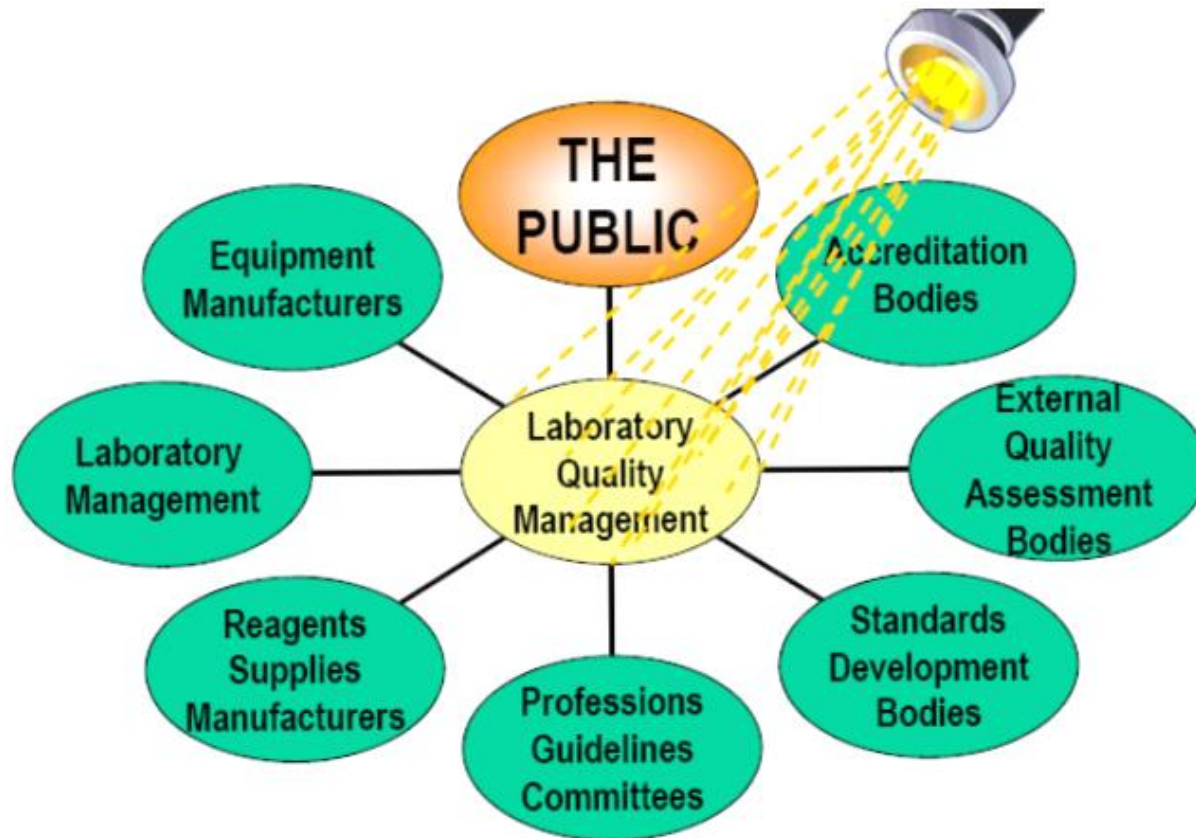 THE
PUBLIC
Equipment
Manufacturers
Accreditation
Bodies
Laboratory
Management
Laboratory
Quality
Management
External
Quality
Assessment
Bodies
Reagents
Supplies
Manufacturers
Professions
Guidelines
Committees
Standards
Development
Bodies